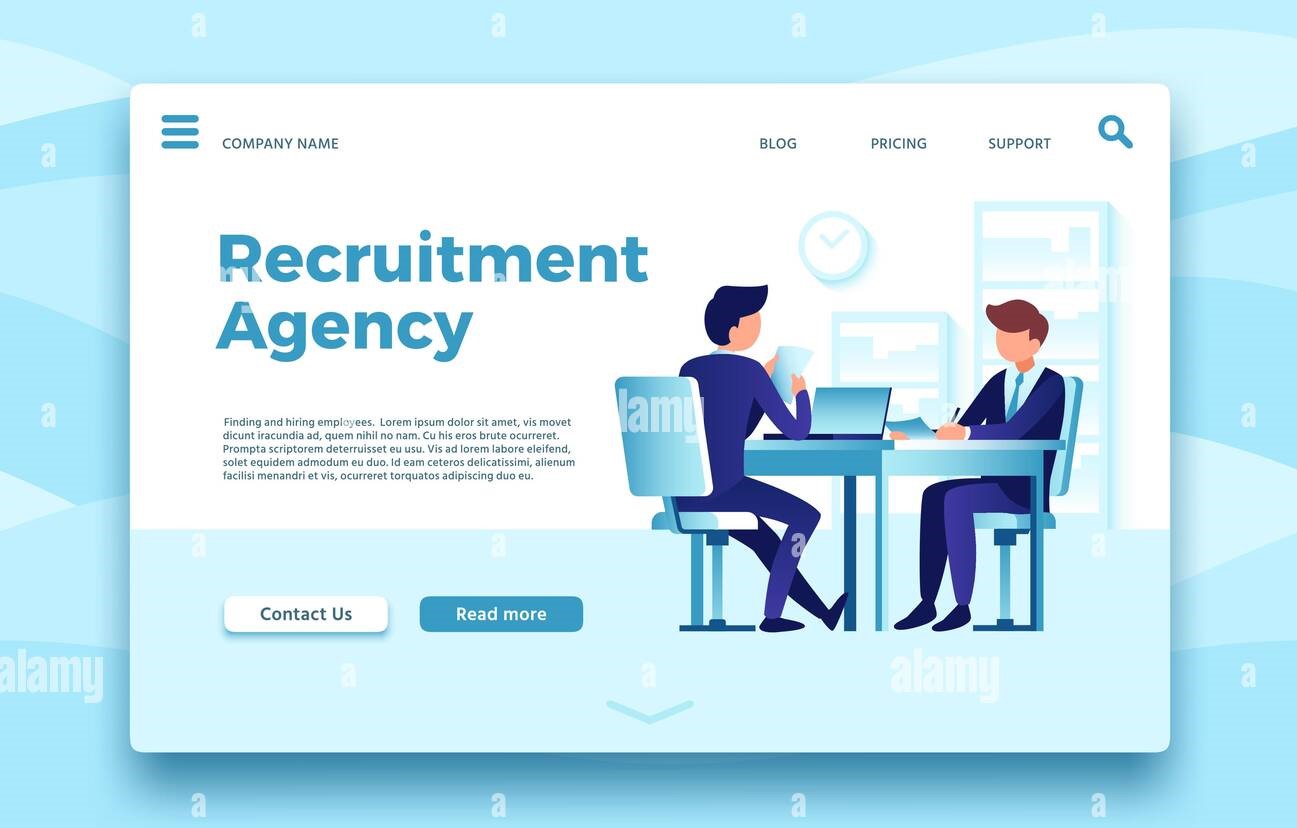 COMPANY NAME
BLOG
PRICING
SUPPORT
Recruitment
Agency
Finding and hiring employees. Lorem ipsum dolor sit amet, vis movet
dicunt iracundia ad, quem nihil no nam. Cu his eros brute ocurreret.
Prompta scriptorem deterruisset eu usu. Vis ad lorem labore eleifend,
solet equidem admodum eu duo. Id eam ceteros delicatissimi, alienum
facilisi menandri et vis, ocurreret torquatos adipiscing duo eu.
Contact Us
Read more
alamy
alamy